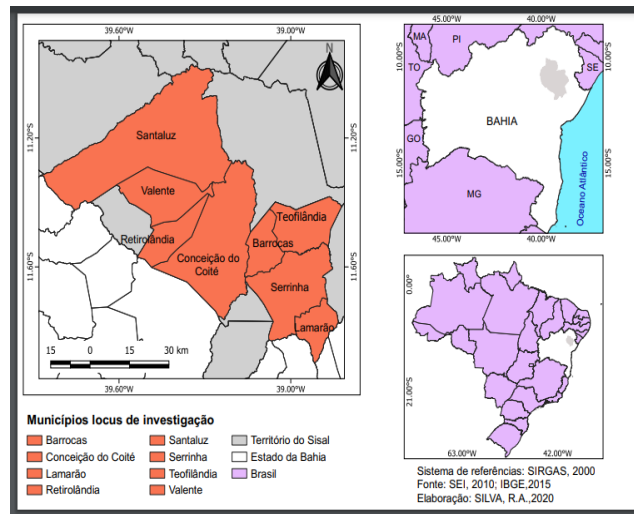 39.60°W 39.00°W
N
11.20°S
11.60°S
Santaluz
Valente
Teofilândia
Retirolândia
Barrocas
Conceição do
Coité
Serrinha
Lamarão
15 0 15 30 km
39.60°W 39.00°W
45.00°W 40.00°W
MA PI
10.00°S 10.00°S
TO SE
BAHIA
GO
15.00°S 15.00°S
MG
Oceano Atlântico
45.00°W 40.00°W
0.00°
21.00°S
63.00°W 42.00°W
Municípios locus de investigação
Barrocas Santaluz Território do Sisal
Conceição do Coité Serrinha Estado da Bahia
Lamarão Teofilândia Brasil
Retirolândia Valente
Sistema de referências: SIRGAS, 2000
Fonte: SEI, 2010; IBGE,2015
Elaboração: SILVA, R.A.,2020